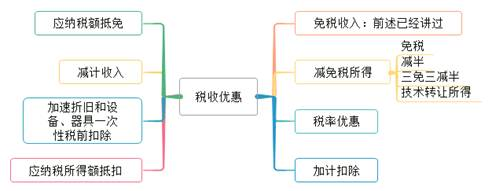 应纳税额抵免
减计收入
加速折旧和设
备、器具一次
性税前扣除
应纳税所得额抵扣
税收优惠
免税收入：前述已经讲过
减免税所得
免税
减半
三免三减半
技术转让所得
税率优惠
加计扣除